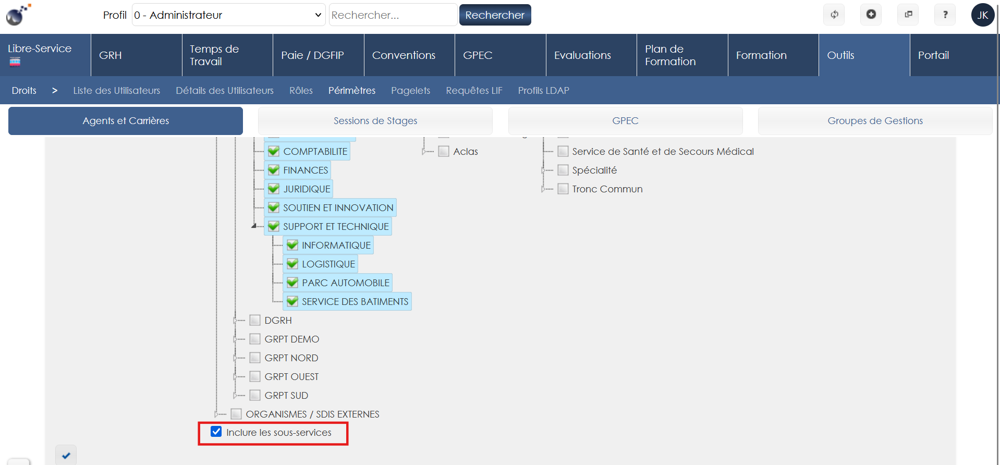 Profil 0 - Administrateur Rechercher... Rechercher ? JK
Libre-Service GRH Temps de Travail Paie / DGFIP Conventions GPEC Evaluations Plan de Formation Formation Outils Portail
Droits > Liste des Utilisateurs Détails des Utilisateurs Rôles Périmètres Pagelets Requêtes LIF Profils LDAP
Agents et Carrières Sessions de Stages GPEC Groupes de Gestions
COMPTABILITE Aclas Service de Santé et de Secours Médical
FINANCES Spécialité
JURIDIQUE Tronc Commun
SOUTIEN ET INNOVATION
SUPPORT ET TECHNIQUE
INFORMATIQUE
LOGISTIQUE
PARC AUTOMOBILE
SERVICE DES BATIMENTS
DGRH
GRPT DEMO
GRPT NORD
GRPT OUEST
GRPT SUD
ORGANISMES / SDIS EXTERNES
Inclure les sous-services